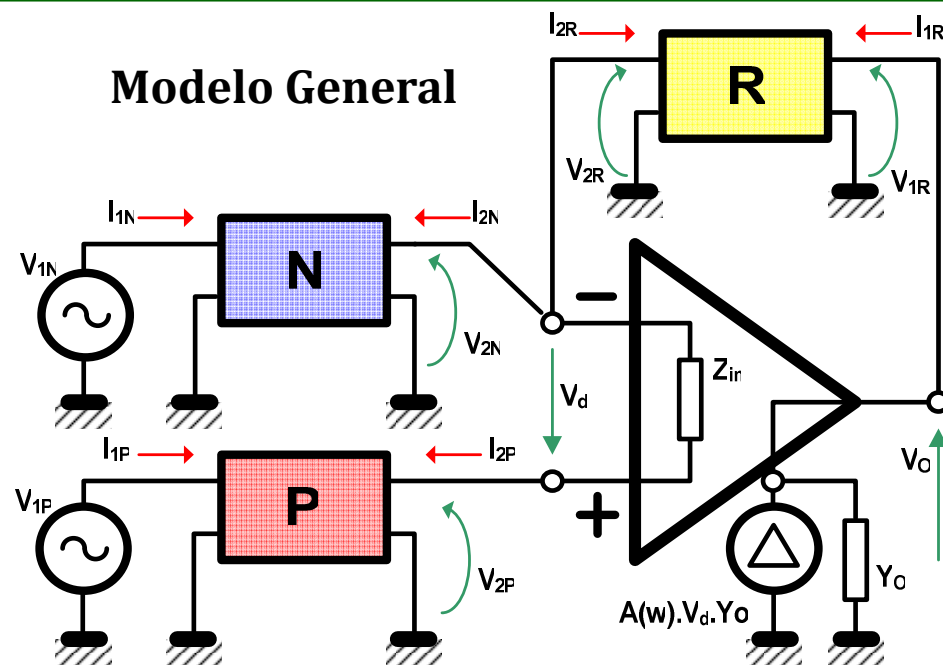 Modelo General
I2R
I1R
R
V2R
V1R
I1N
I2N
V1N
N
V2N
−
Vd
Zin
I1P
I2P
V1P
P
V2P
+
VO
A(w).Vd.Yo
YO